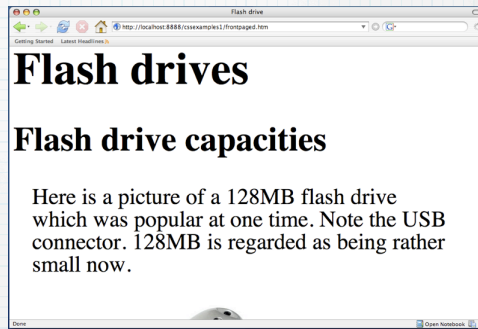 Flash drive
http://localhost:8888/cssexamples1/frontpaged.htm
G
Getting Started Latest Headlines
Flash drives
Flash drive capacities
Here is a picture of a 128MB flash drive
which was popular at one time. Note the USB
connector. 128MB is regarded as being rather
small now.
Done
Open Notebook